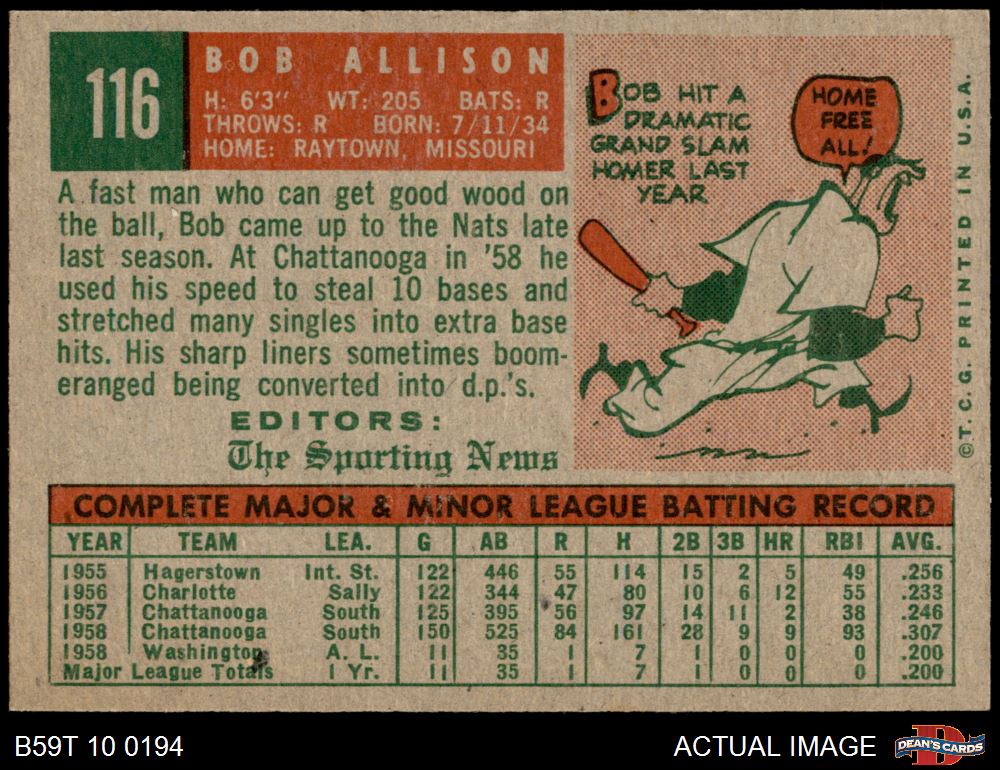 116
BOB ALLISON
H: 6'3" WT: 205 BATS: R
THROWS: R BORN: 7/11/34
HOME: RAYTOWN, MISSOURI
A fast man who can get good wood on
the ball, Bob came up to the Nats late
last season. At Chattanooga in '58 he
used his speed to steal 10 bases and
stretched many singles into extra base
hits. His sharp liners sometimes boom-
eranged being converted into d.p.'s.
EDITORS:
The Sporting News
BOB HIT A
DRAMATIC
GRAND SLAM
HOMER LAST
YEAR
HOME
FREE
ALL!
© T. C. G. PRINTED IN U.S.A.
COMPLETE MAJOR & MINOR LEAGUE BATTING RECORD
YEAR TEAM LEA. G AB R H 2B 3B HR RBI AVG.
1955 Hagerstown Int. St. 122 446 55 114 15 2 5 49 .256
1956 Charlotte Sally 122 344 47 80 10 6 12 55 .233
1957 Chattanooga South 125 395 56 97 14 11 2 38 .246
1958 Chattanooga South 150 525 84 161 28 9 9 93 .307
1958 Washington A. L. 11 35 1 7 1 0 0 0 .200
Major League Totals 1 Yr. 11 35 1 7 1 0 0 0 .200
B59T 10 0194
ACTUAL IMAGE
D
DEAN'S CARDS